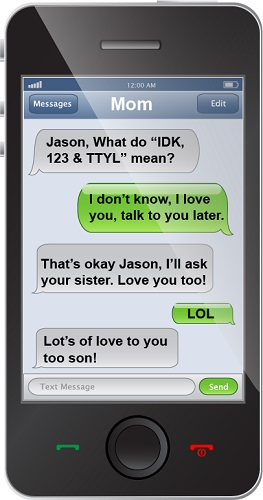 12:00 AM
Messages
Mom
Edit
Jason, What do “IDK,
123 & TTYL” mean?
I don’t know, I love
you, talk to you later.
That’s okay Jason, I’ll ask
your sister. Love you too!
LOL
Lot’s of love to you
too son!
Text Message
Send